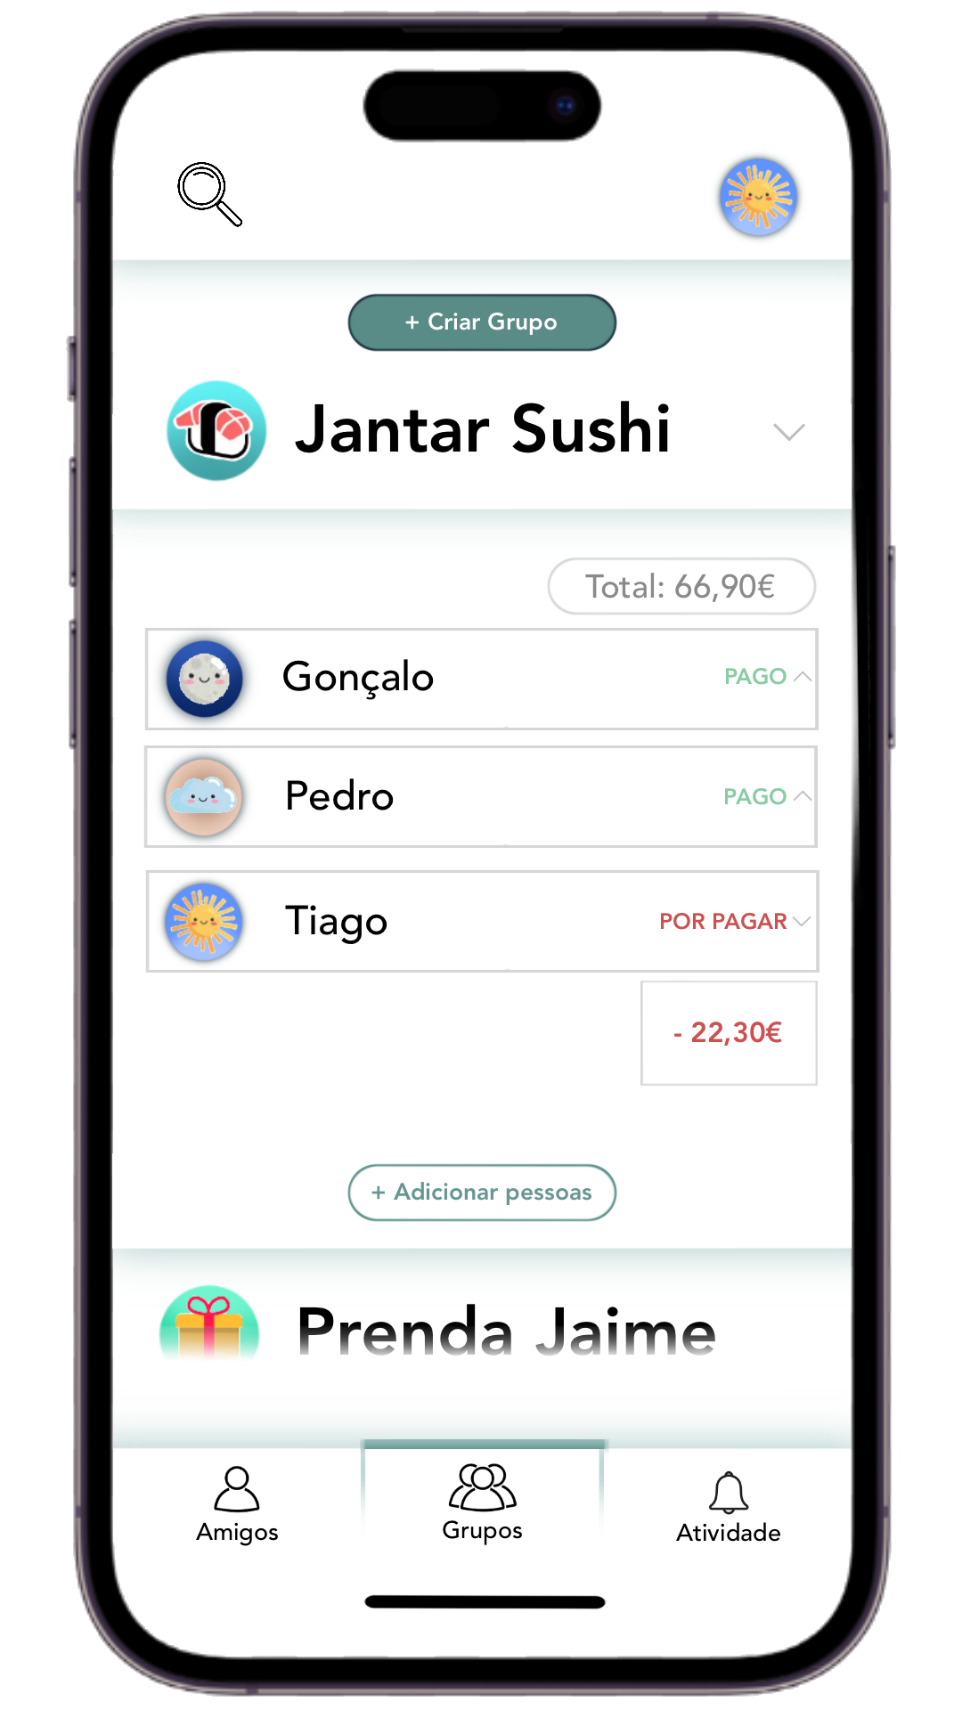 + Criar Grupo
Jantar Sushi
Total: 66,90€
Gonçalo
PAGO
Pedro
PAGO
Tiago
POR PAGAR
- 22,30€
+ Adicionar pessoas
Prenda Jaime
Amigos
Grupos
Atividade